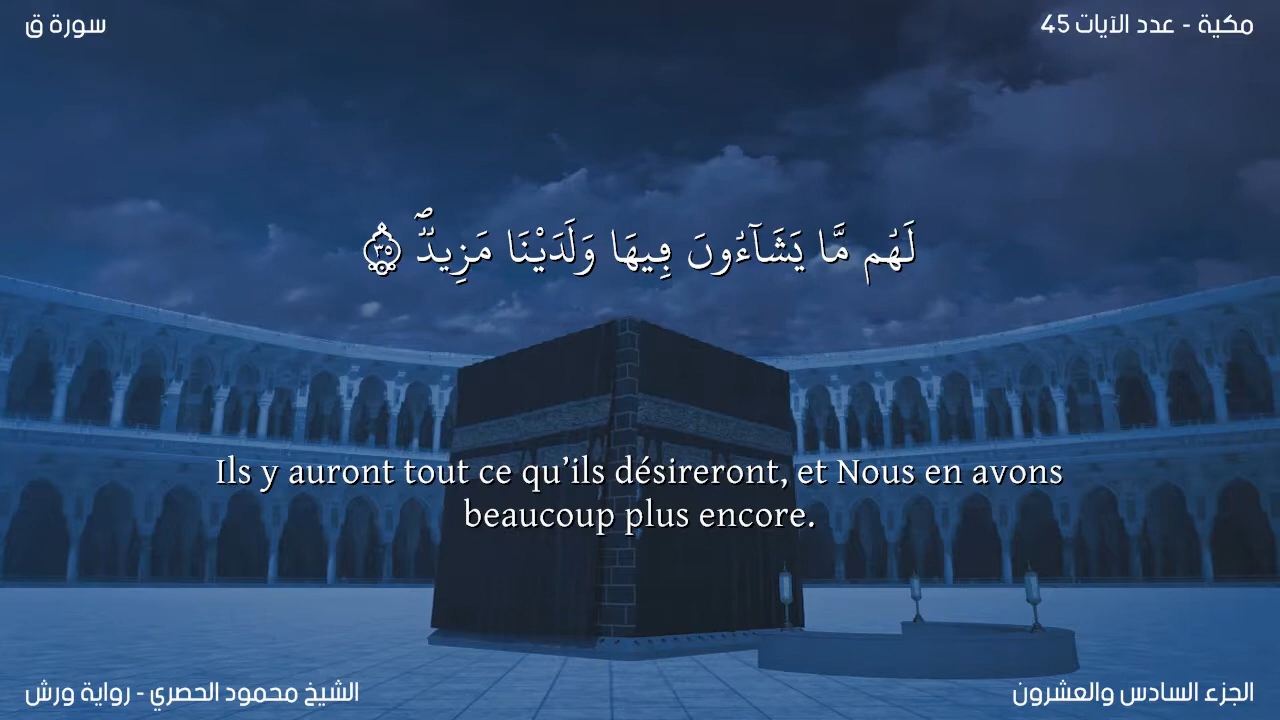 سورة ق
مكية - عدد الآيات 45
لَهُم مَّا يَشَآءُونَ فِيهَا وَلَدَيْنَا مَزِيدٌۖ ۝٣٥
Ils y auront tout ce qu’ils désireront, et Nous en avons
beaucoup plus encore.
الشيخ محمود الحصري - رواية ورش
الجزء السادس والعشرون